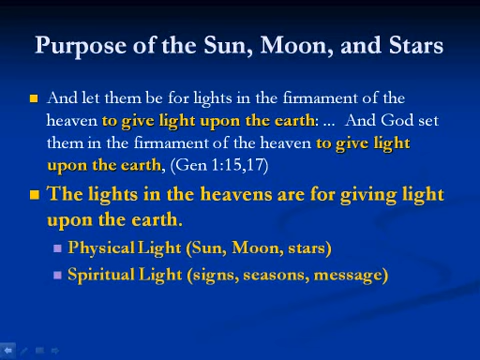 Purpose of the Sun, Moon, and Stars
And let them be for lights in the firmament of the
heaven to give light upon the earth: ... And God set
them in the firmament of the heaven to give light
upon the earth, (Gen 1:15,17)
The lights in the heavens are for giving light
upon the earth.
Physical Light (Sun, Moon, stars)
Spiritual Light (signs, seasons, message)